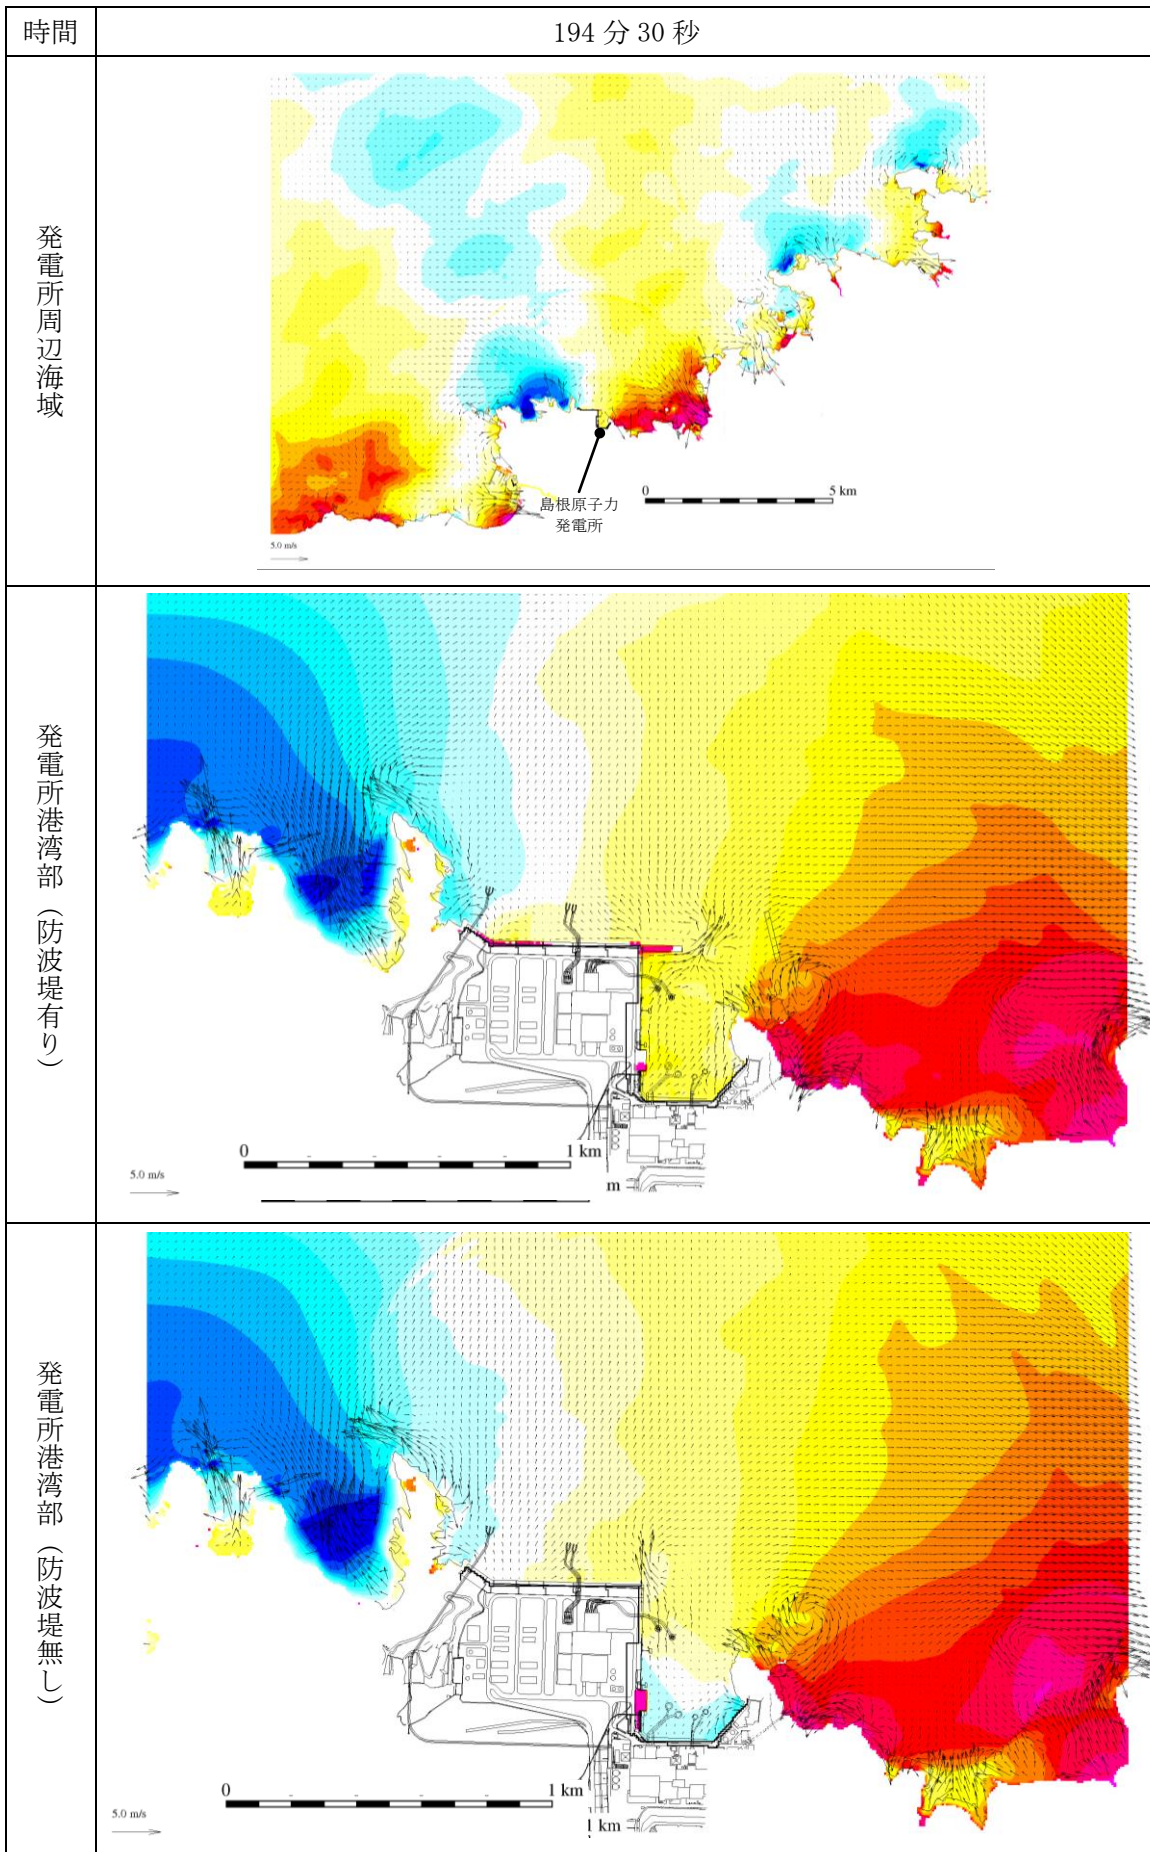 時間
194 分 30 秒
発電所周辺海域
島根原子力
発電所
0
5 km
5.0 m/s
発電所港湾部（防波堤有り）
0
1 km
5.0 m/s
m
発電所港湾部（防波堤無し）
0
1 km
5.0 m/s
1 km